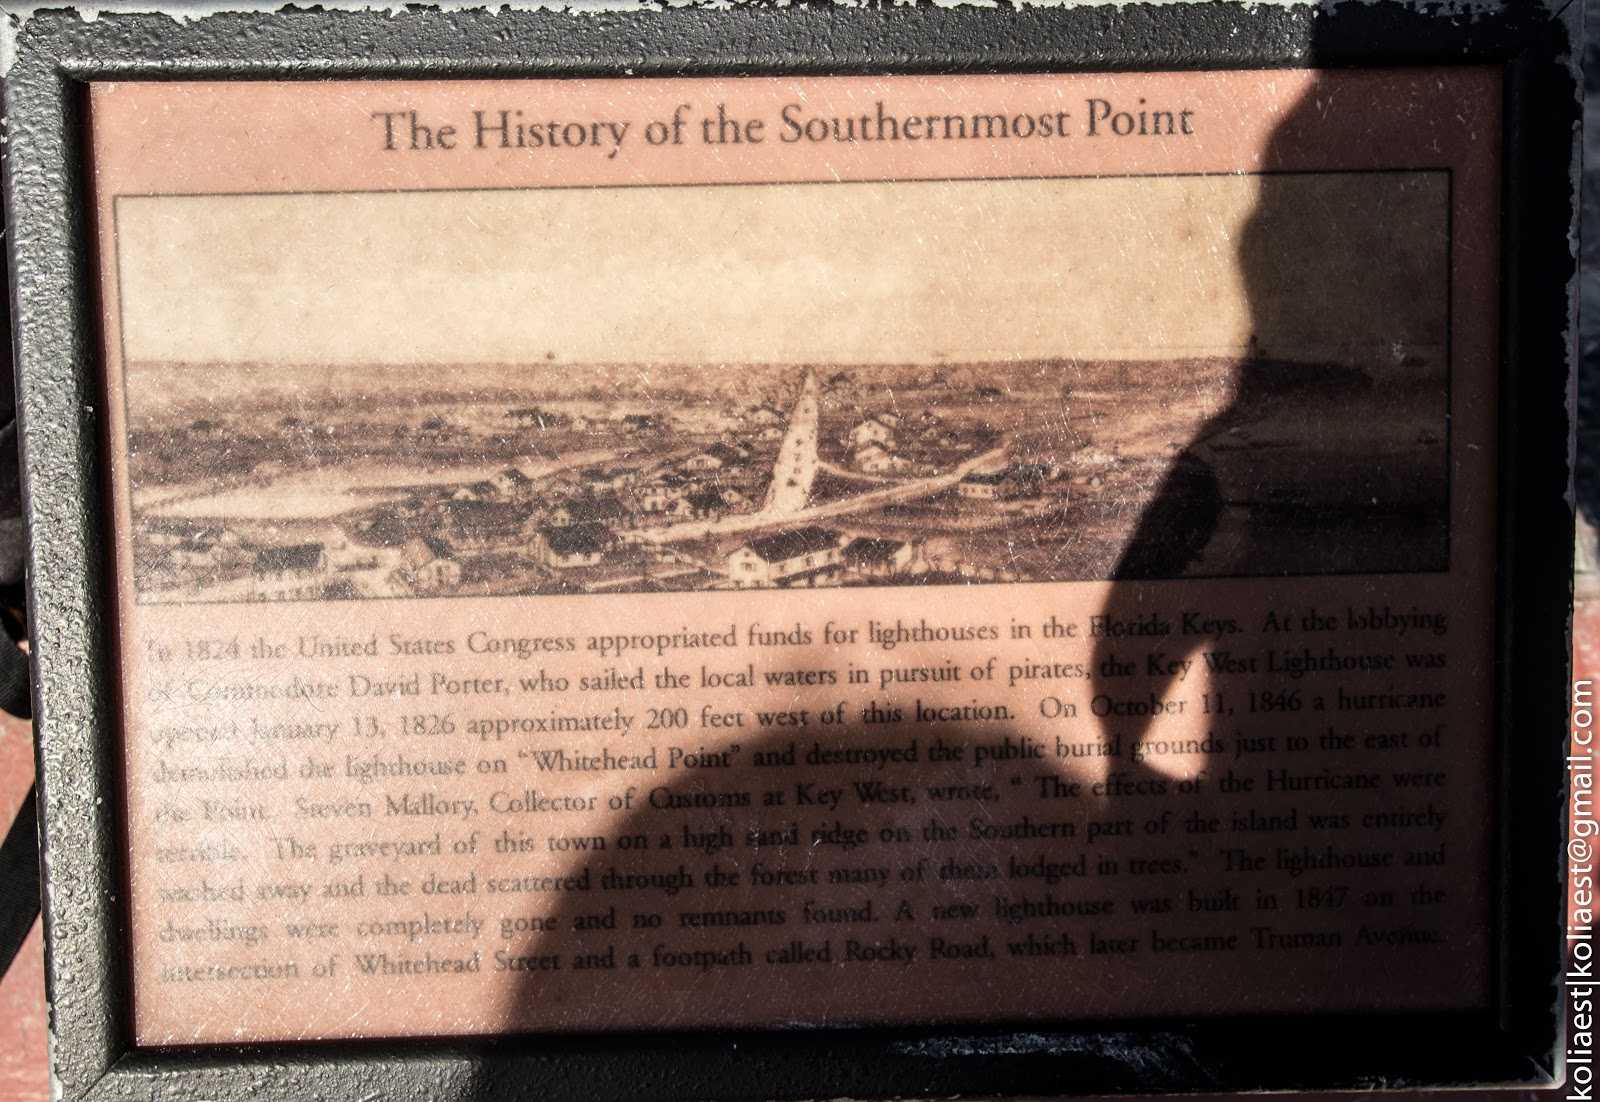 The History of the Southernmost Point
In 1824 the United States Congress appropriated funds for lighthouses in the Florida Keys. At the lobbying
of Commodore David Porter, who sailed the local waters in pursuit of pirates, the Key West Lighthouse was
opened January 13, 1826 approximately 200 feet west of this location. On October 11, 1846 a hurricane
demolished the lighthouse on "Whitehead Point" and destroyed the public burial grounds just to the east of
the Point. Steven Mallory, Collector of Customs at Key West, wrote, " The effects of the Hurricane were
terrible. The graveyard of this town on a high sand ridge on the Southern part of the island was entirely
washed away and the dead scattered through the forest many of them lodged in trees." The lighthouse and
dwellings were completely gone and no remnants found. A new lighthouse was built in 1847 on the
intersection of Whitehead Street and a footpath called Rocky Road, which later became Truman Avenue.
koliaest|koliaest@gmail.com